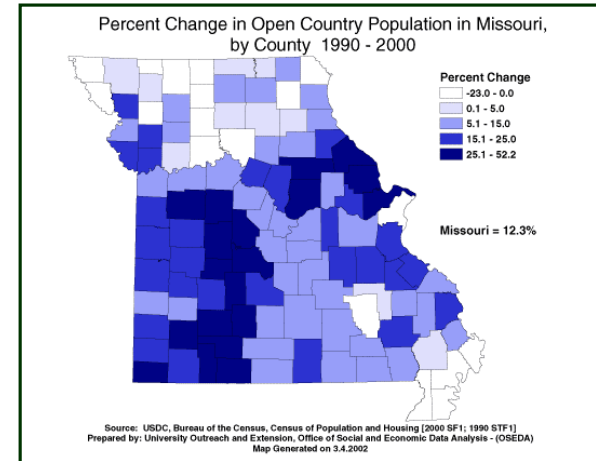 Percent Change in Open Country Population in Missouri,
by County 1990 - 2000
Percent Change
-23.0 - 0.0
0.1 - 5.0
5.1 - 15.0
15.1 - 25.0
25.1 - 52.2
Missouri = 12.3%
Source: USDC, Bureau of the Census, Census of Population and Housing [2000 SF1; 1990 STF1]
Prepared by: University Outreach and Extension, Office of Social and Economic Data Analysis - (OSEDA)
Map Generated on 3.4.2002